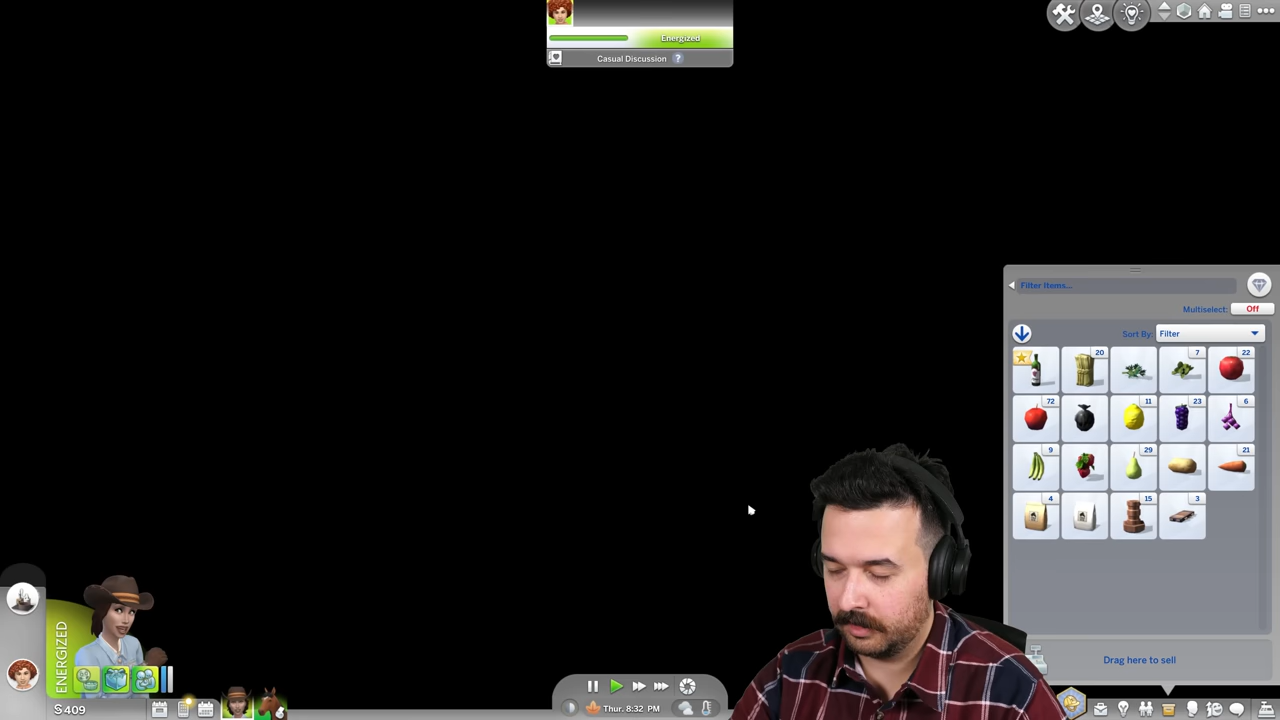 Energized
Casual Discussion ?
Filter Items...
Multiselect: Off
Sort By: Filter
20
7
22
72
11
23
6
9
29
21
4
15
3
Drag here to sell
ENERGIZED
§409
Thur. 8:32 PM